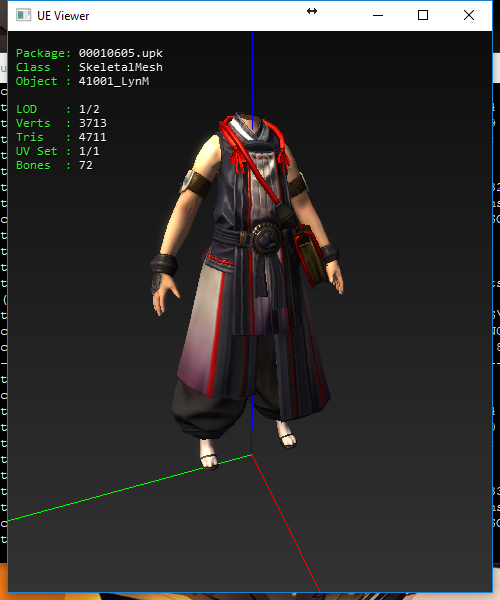 UE Viewer
Package: 00010605.upk
Class : SkeletalMesh
Object : 41001_LynM
LOD : 1/2
Verts : 3713
Tris : 4711
UV Set : 1/1
Bones : 72